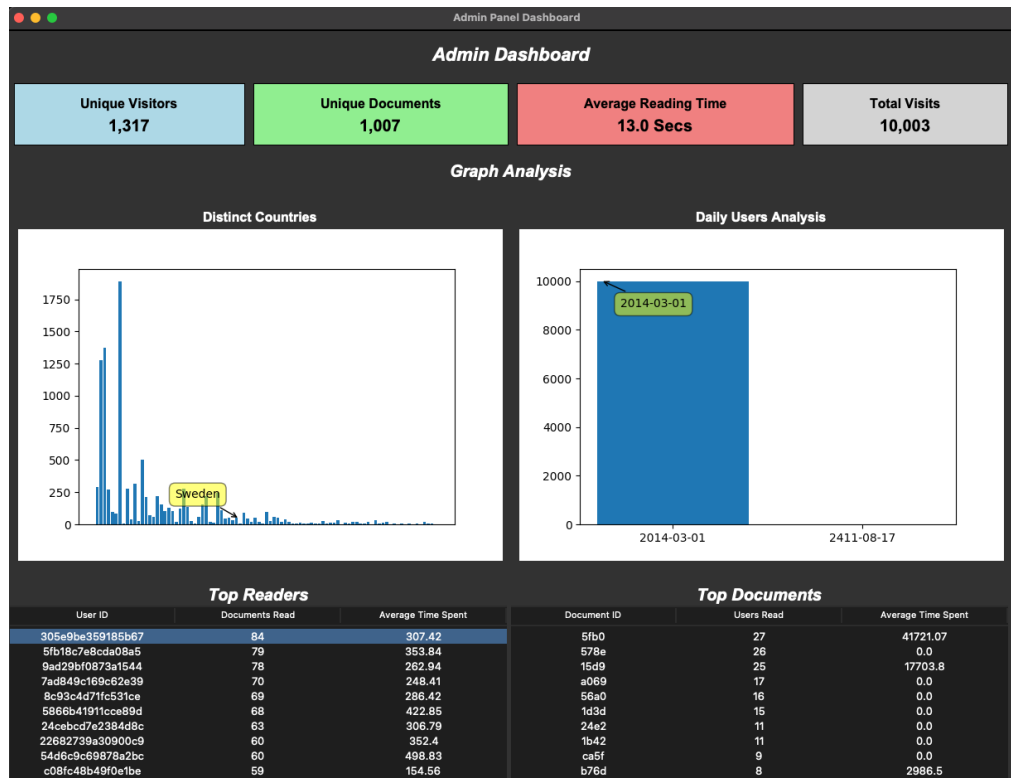 Admin Panel Dashboard
Admin Dashboard
Unique Visitors
1,317
Unique Documents
1,007
Average Reading Time
13.0 Secs
Total Visits
10,003
Graph Analysis
Distinct Countries
1750
1500
1250
1000
750
500
250
0
Sweden
Daily Users Analysis
10000
8000
6000
4000
2000
0
2014-03-01
2014-03-01 2411-08-17
Top Readers
User ID Documents Read Average Time Spent
305e9be359185b67 84 307.42
5fb18c7e8cda08a5 79 353.84
9ad29bf0873a1544 78 262.94
7ad849c169c62e39 70 248.41
8c93c4d71fc531ce 69 286.42
5866b41911cce89d 68 422.85
24cebcd7e2384d8c 63 306.79
22682739a30900c9 60 352.4
54d6c9c69878a2bc 60 498.83
c08fc48b49f0e1be 59 154.56
Top Documents
Document ID Users Read Average Time Spent
5fb0 27 41721.07
578e 26 0.0
15d9 25 17703.8
a069 17 0.0
56a0 16 0.0
1d3d 15 0.0
24e2 11 0.0
1b42 11 0.0
ca5f 9 0.0
b76d 8 2986.5